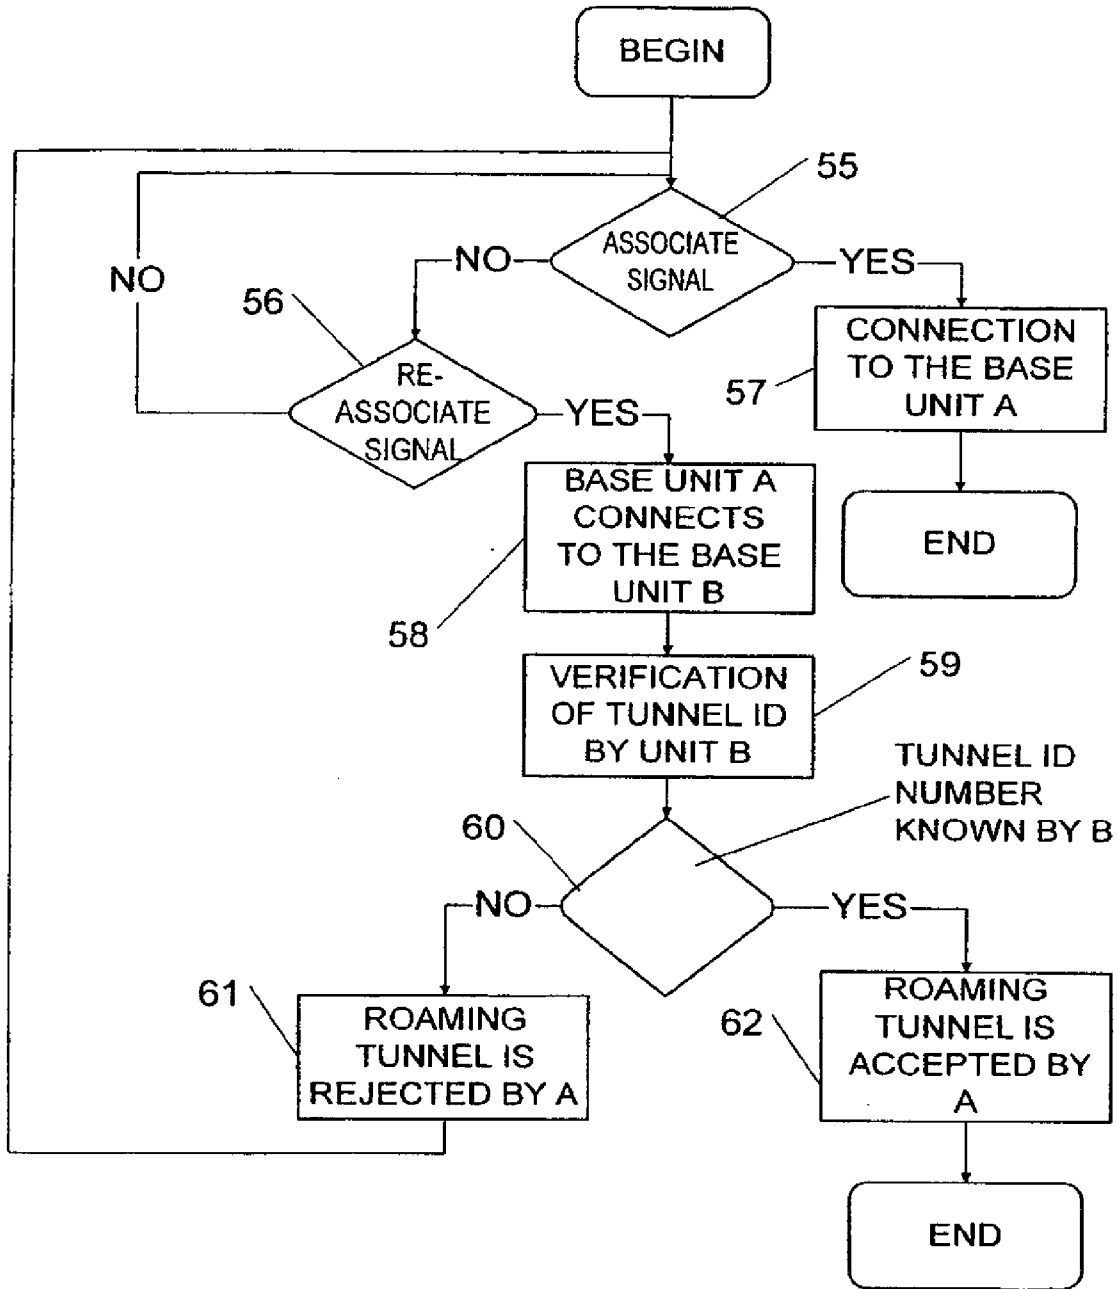 BEGIN
55
ASSOCIATE
SIGNAL
NO
YES
NO
56
RE-
ASSOCIATE
SIGNAL
YES
CONNECTION
TO THE BASE
UNIT A
57
END
BASE UNIT A
CONNECTS
TO THE BASE
UNIT B
58
VERIFICATION
OF TUNNEL ID
BY UNIT B
59
TUNNEL ID
NUMBER
KNOWN BY B
60
NO
YES
61
ROAMING
TUNNEL IS
REJECTED BY A
62
ROAMING
TUNNEL IS
ACCEPTED BY
A
END